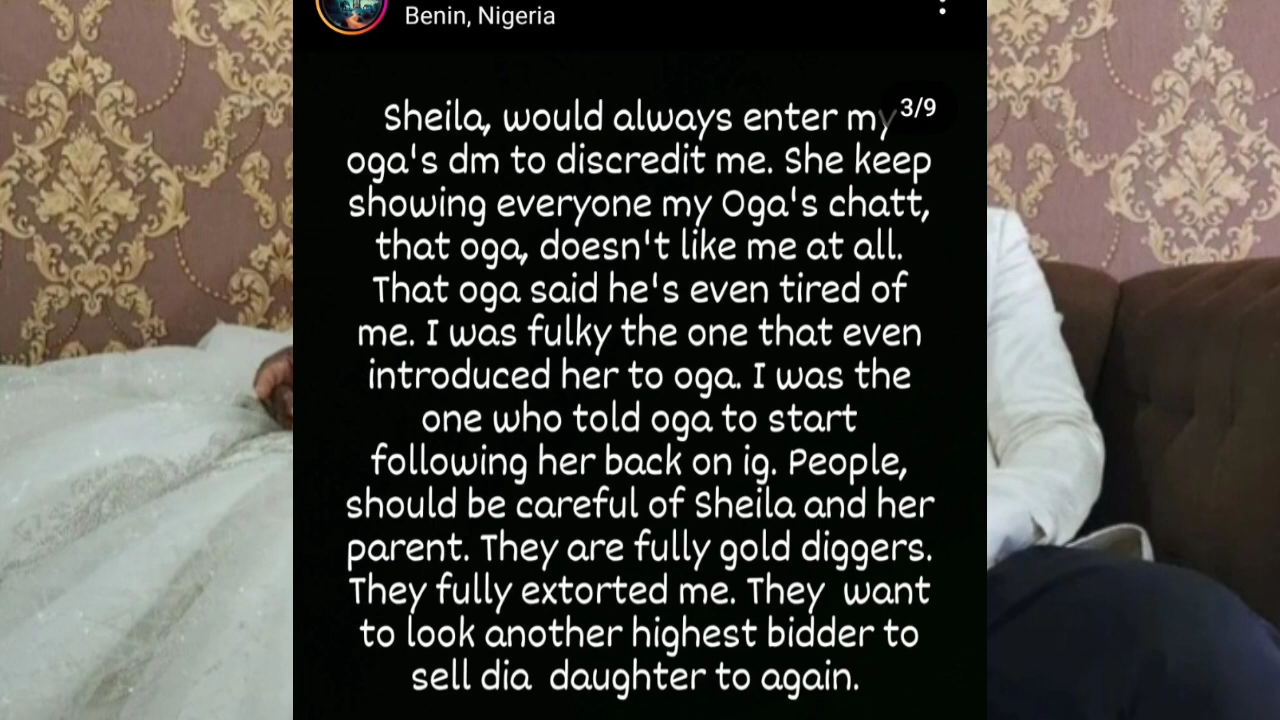 Benin, Nigeria
3/9
Sheila, would always enter my
oga's dm to discredit me. She keep
showing everyone my Oga's chatt,
that oga, doesn't like me at all.
That oga said he's even tired of
me. I was fulky the one that even
introduced her to oga. I was the
one who told oga to start
following her back on ig. People,
should be careful of Sheila and her
parent. They are fully gold diggers.
They fully extorted me. They want
to look another highest bidder to
sell dia daughter to again.